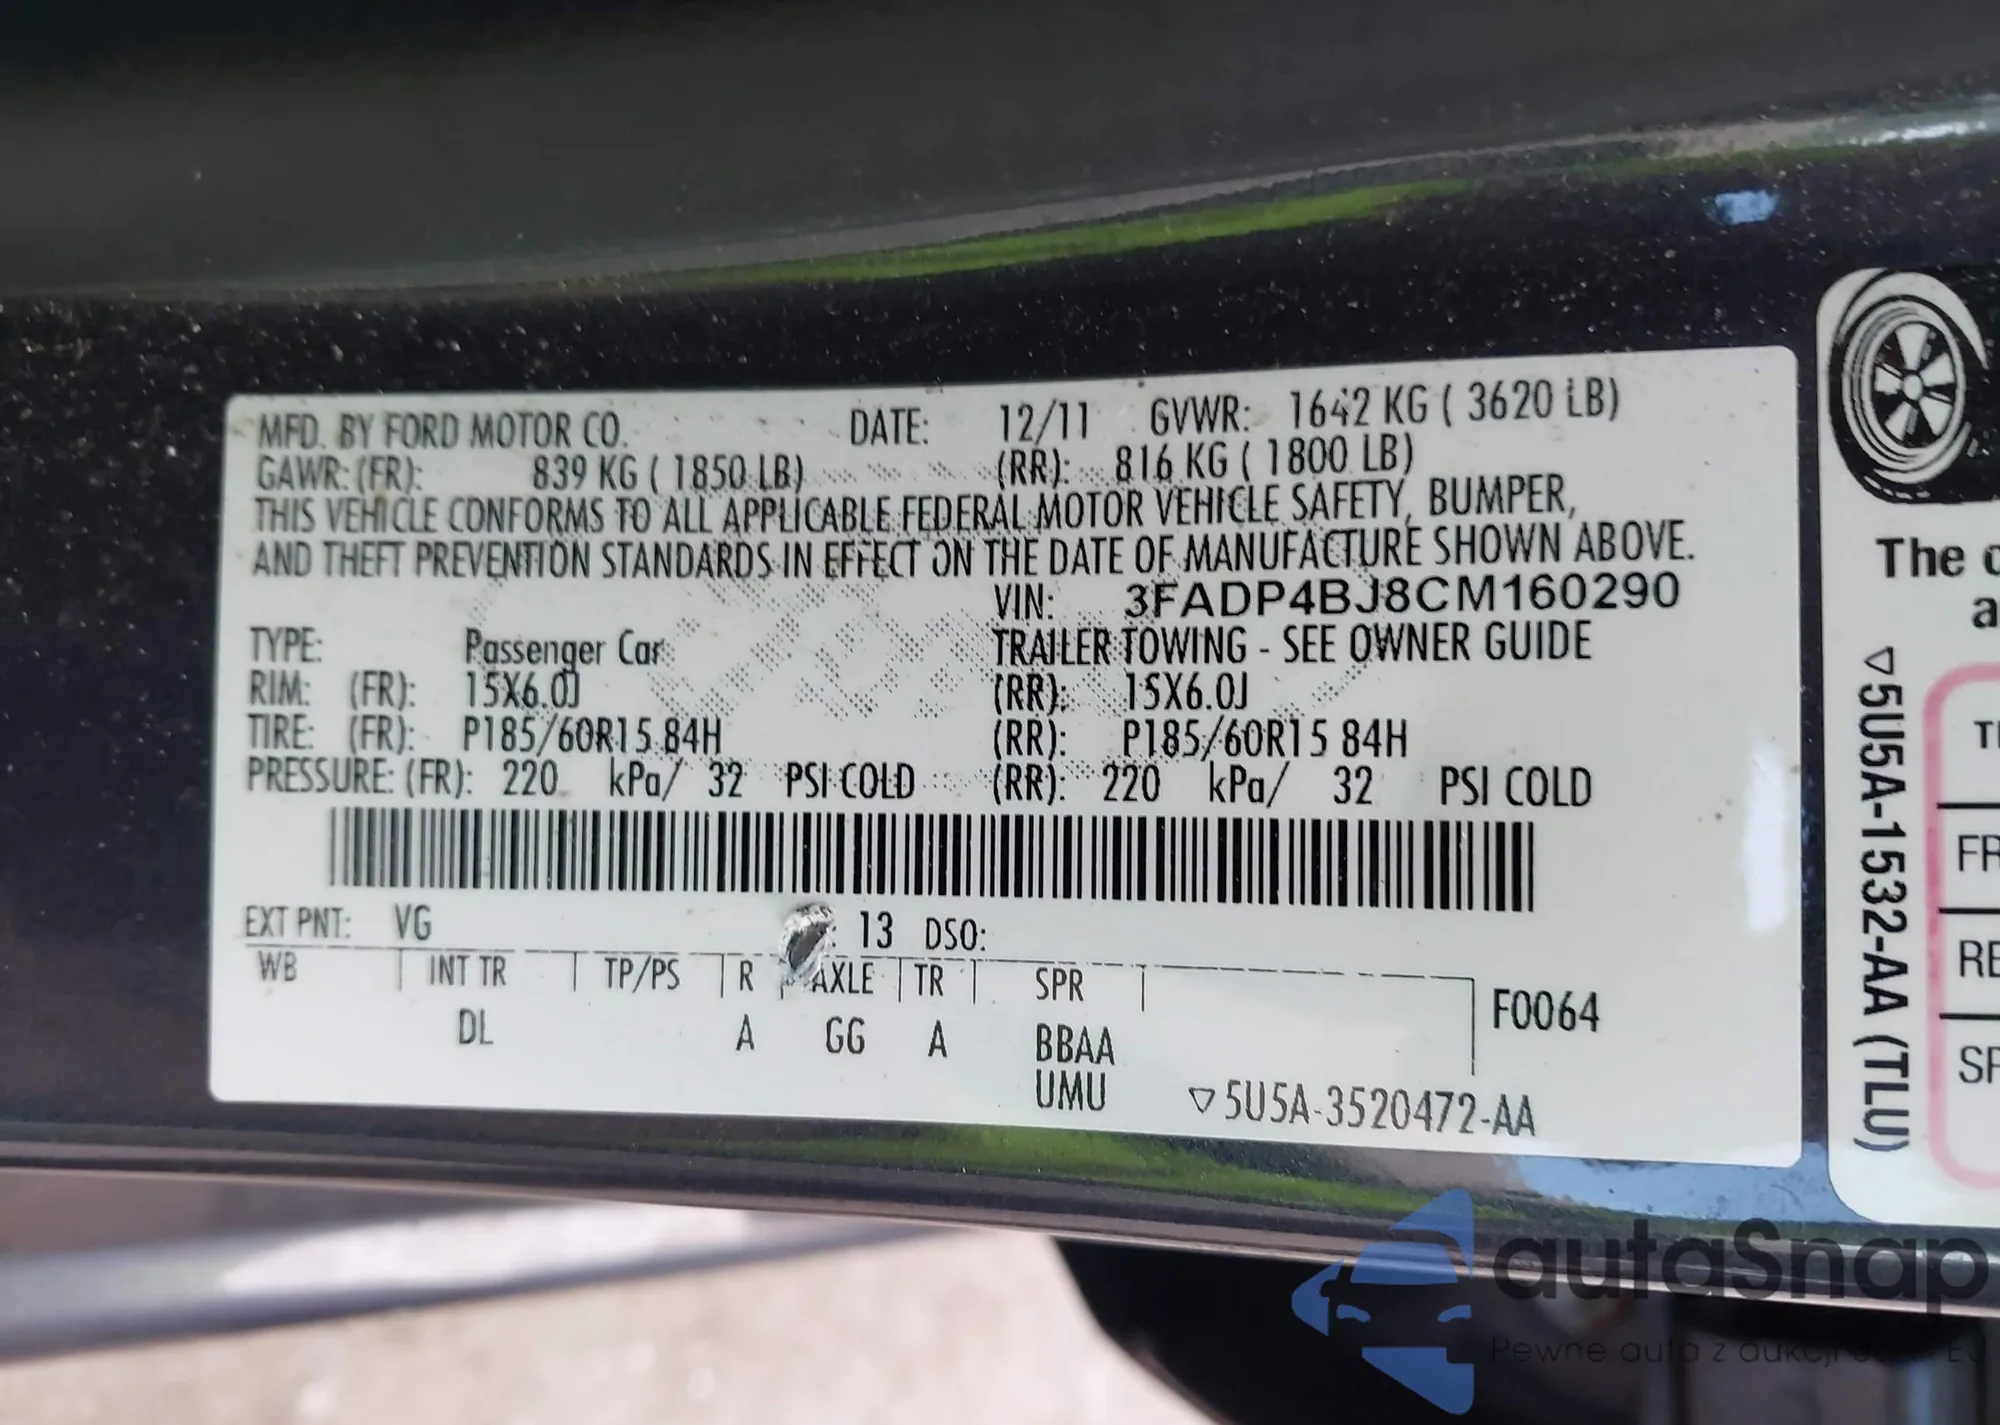 MFD. BY FORD MOTOR CO. DATE: 12/11 GVWR: 1642 KG ( 3620 LB)
GAWR: (FR): 839 KG ( 1850 LB) (RR): 816 KG ( 1800 LB)
THIS VEHICLE CONFORMS TO ALL APPLICABLE FEDERAL MOTOR VEHICLE SAFETY, BUMPER,
AND THEFT PREVENTION STANDARDS IN EFFECT ON THE DATE OF MANUFACTURE SHOWN ABOVE.
VIN: 3FADP4BJ8CM160290
TYPE: Passenger Car TRAILER TOWING - SEE OWNER GUIDE
RIM: (FR): 15X6.0J (RR): 15X6.0J
TIRE: (FR): P185/60R15 84H (RR): P185/60R15 84H
PRESSURE: (FR): 220 kPa/ 32 PSI COLD (RR): 220 kPa/ 32 PSI COLD
EXT PNT: VG 13 DSO:
WB INT TR TP/PS R AXLE TR SPR
F0064
DL A GG A BBAA
UMU
▽5U5A-3520472-AA
The
▽5U5A-1532-AA (TLU)
autaSnap
Pewne auta z aukcji